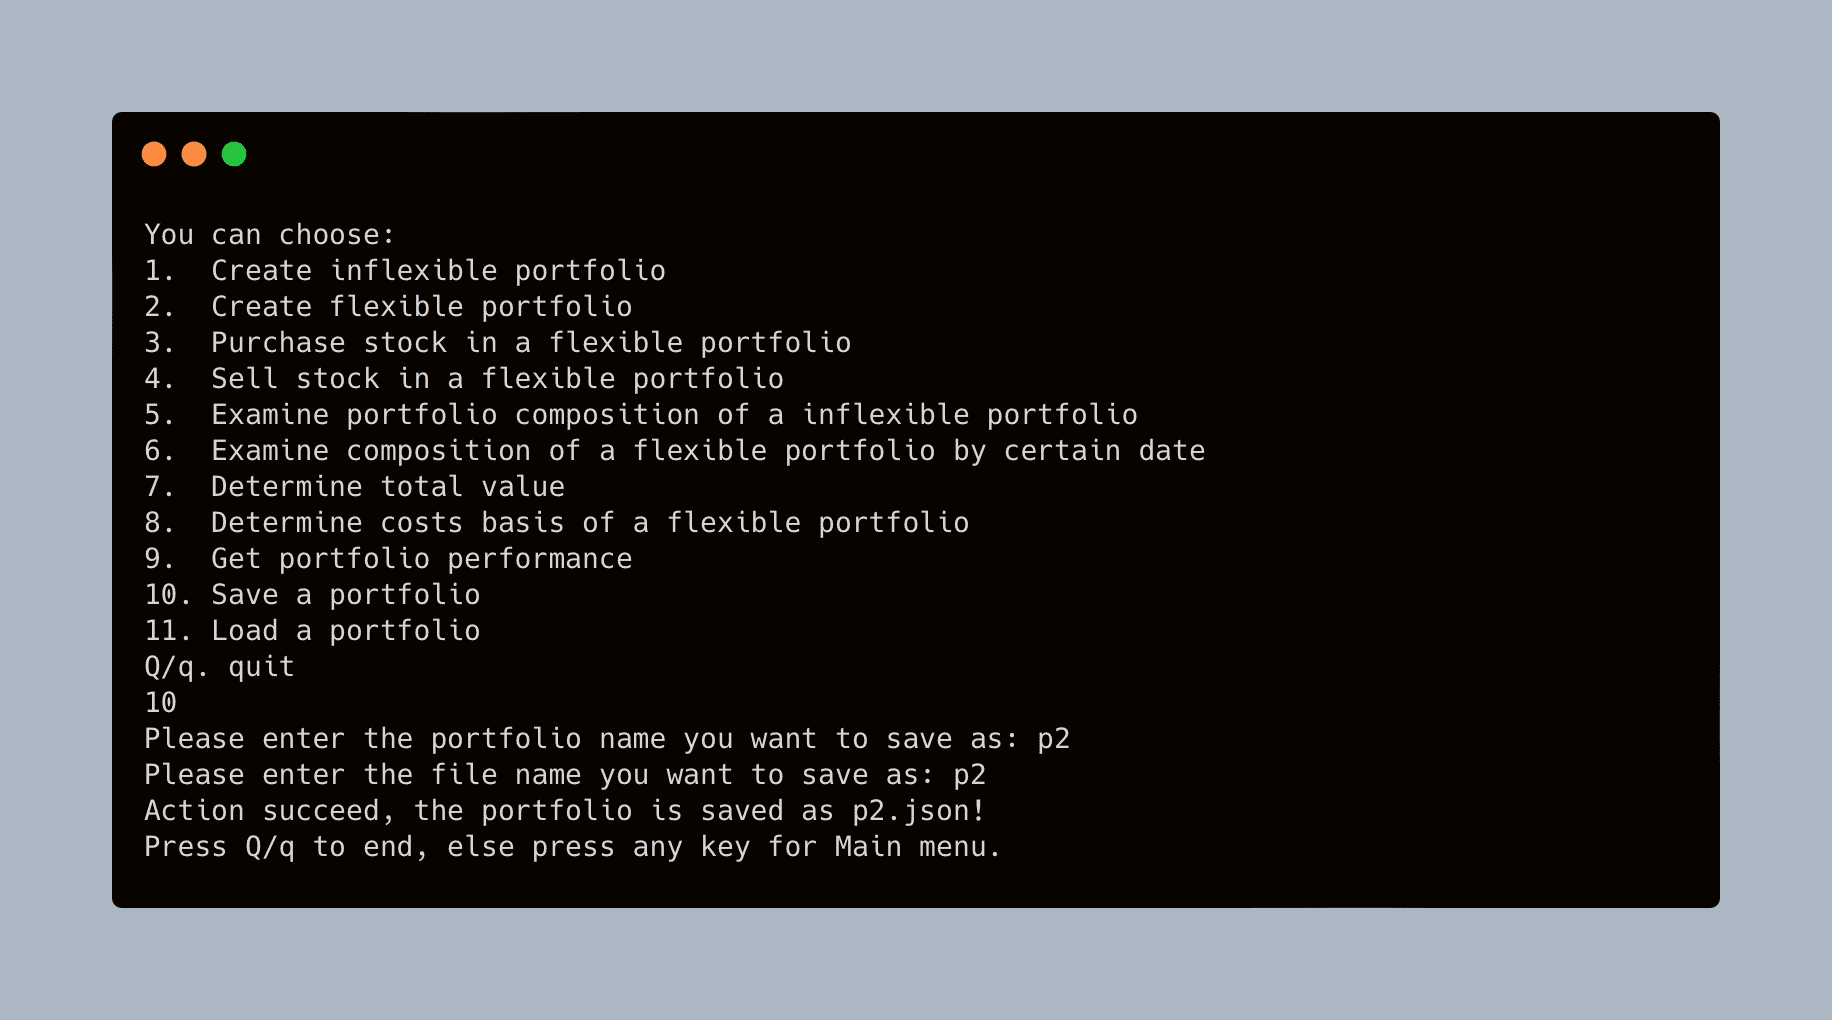 You can choose:
1.  Create inflexible portfolio
2.  Create flexible portfolio
3.  Purchase stock in a flexible portfolio
4.  Sell stock in a flexible portfolio
5.  Examine portfolio composition of a inflexible portfolio
6.  Examine composition of a flexible portfolio by certain date
7.  Determine total value
8.  Determine costs basis of a flexible portfolio
9.  Get portfolio performance
10. Save a portfolio
11. Load a portfolio
Q/q. quit
10
Please enter the portfolio name you want to save as: p2
Please enter the file name you want to save as: p2
Action succeed, the portfolio is saved as p2.json!
Press Q/q to end, else press any key for Main menu.